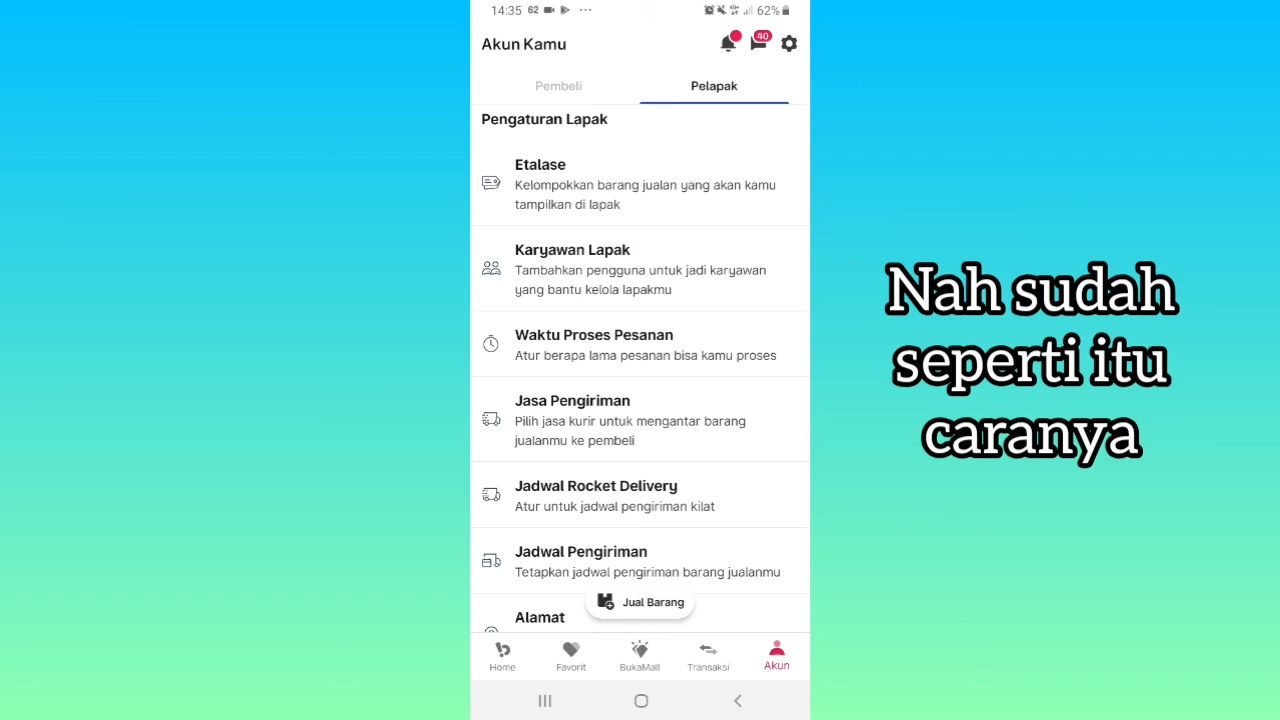 14:35 62 62%
Akun Kamu
40
Pembeli Pelapak
Pengaturan Lapak
Etalase
Kelompokkan barang jualan yang akan kamu
tampilkan di lapak
Karyawan Lapak
Tambahkan pengguna untuk jadi karyawan
yang bantu kelola lapakmu
Waktu Proses Pesanan
Atur berapa lama pesanan bisa kamu proses
Jasa Pengiriman
Pilih jasa kurir untuk mengantar barang
jualanmu ke pembeli
Jadwal Rocket Delivery
Atur untuk jadwal pengiriman kilat
Jadwal Pengiriman
Tetapkan jadwal pengiriman barang jualanmu
Alamat
Jual Barang
Home Favorit BukaMall Transaksi Akun
Nah sudah
seperti itu
caranya